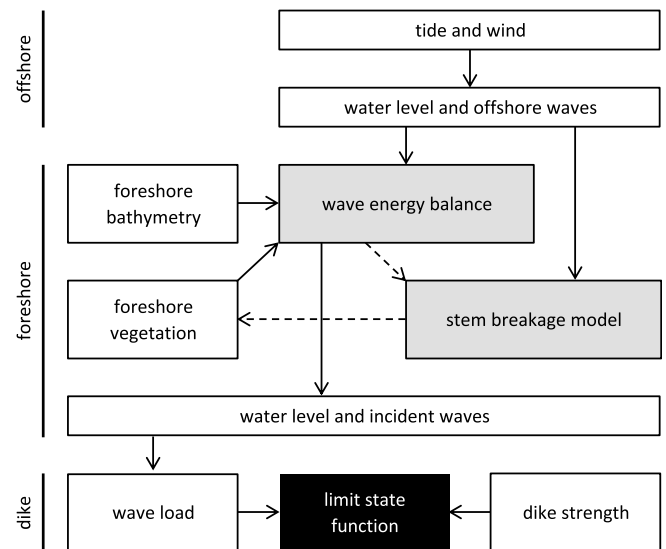 offshore
tide and wind
water level and offshore waves
foreshore
foreshore
bathymetry
wave energy balance
foreshore
vegetation
stem breakage model
water level and incident waves
dike
wave load
limit state
function
dike strength